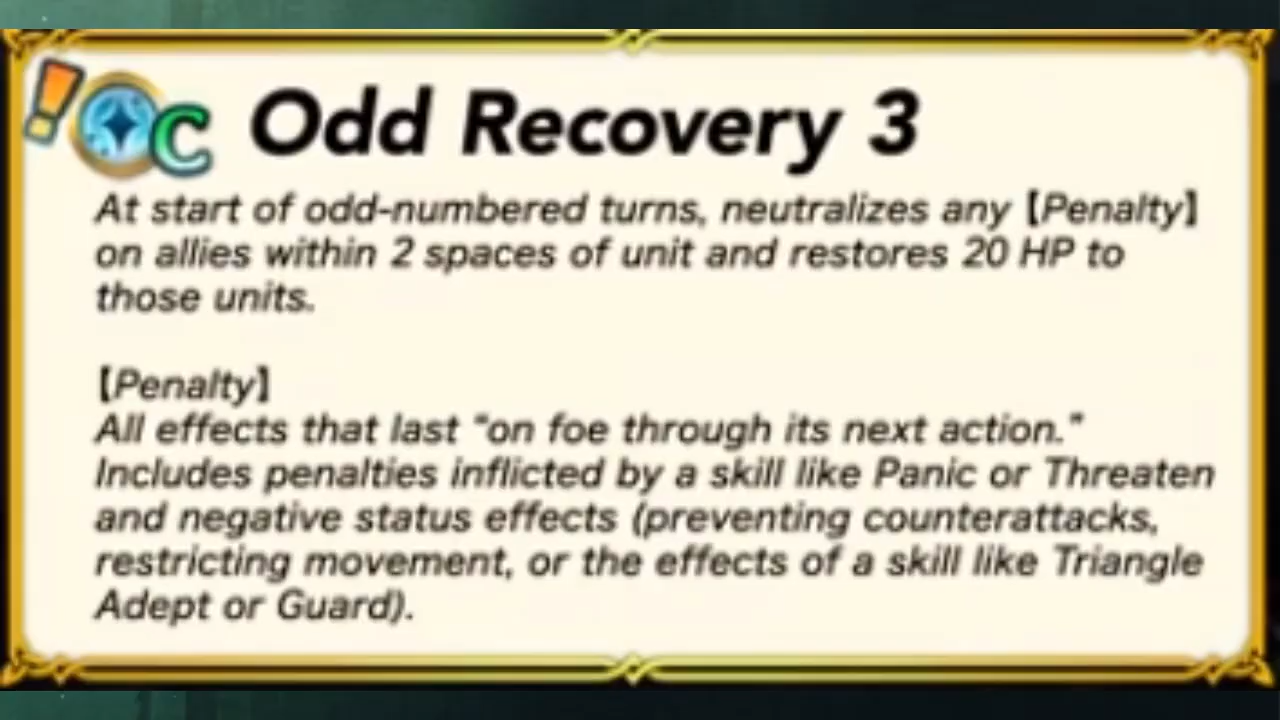 C
Odd Recovery 3
At start of odd-numbered turns, neutralizes any【Penalty】
on allies within 2 spaces of unit and restores 20 HP to
those units.
【Penalty】
All effects that last “on foe through its next action.”
Includes penalties inflicted by a skill like Panic or Threaten
and negative status effects (preventing counterattacks,
restricting movement, or the effects of a skill like Triangle
Adept or Guard).